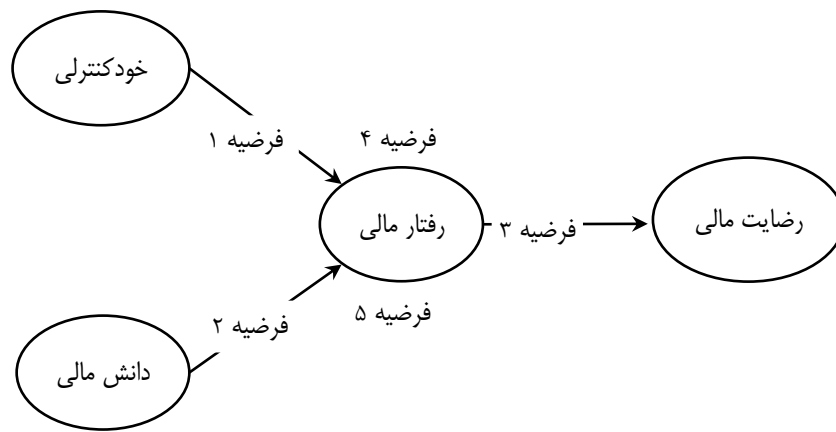 خودکنترلی
فرضیه ۱
فرضیه ۴
رفتار مالی
فرضیه ۳
رضایت مالی
فرضیه ۲
فرضیه ۵
دانش مالی